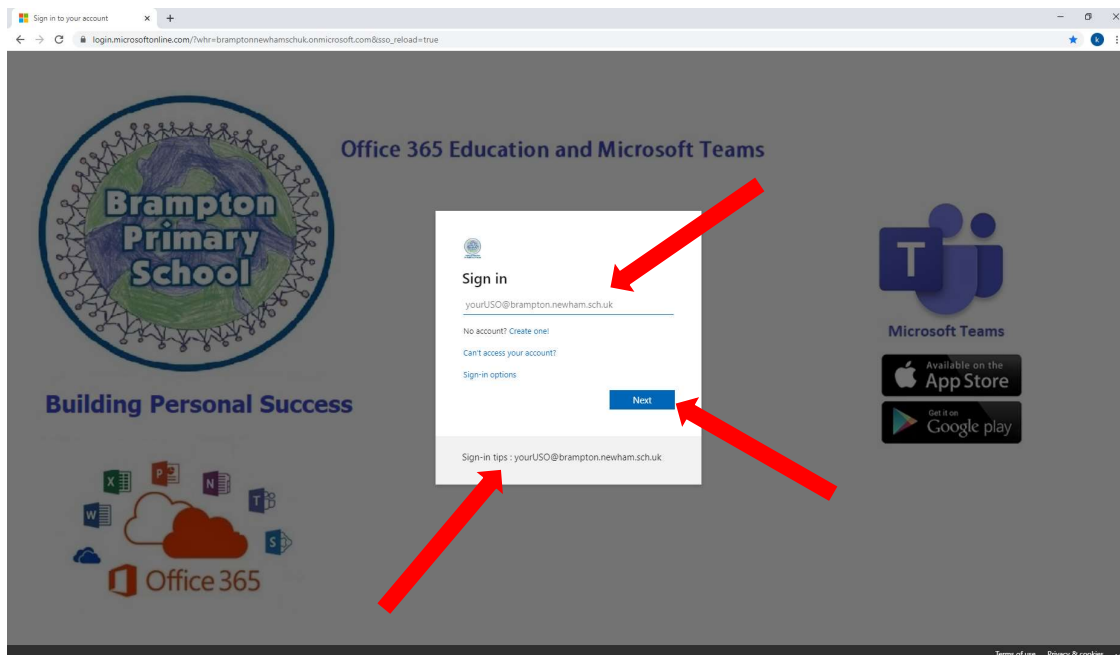 Sign in to your account
login.microsoftonline.com/?whr=bramptonnewhamschuk.onmicrosoft.com&sso_reload=true
k
Office 365 Education and Microsoft Teams
Brampton
Primary
School
Building Personal Success
Sign in
yourUSO@brampton.newham.sch.uk
No account? Create one!
Can't access your account?
Sign-in options
Next
Sign-in tips : yourUSO@brampton.newham.sch.uk
T
Microsoft Teams
Available on the
App Store
Get it on
Google play
X
P
N
W
T
S
Office 365
Terms of use Privacy & cookies